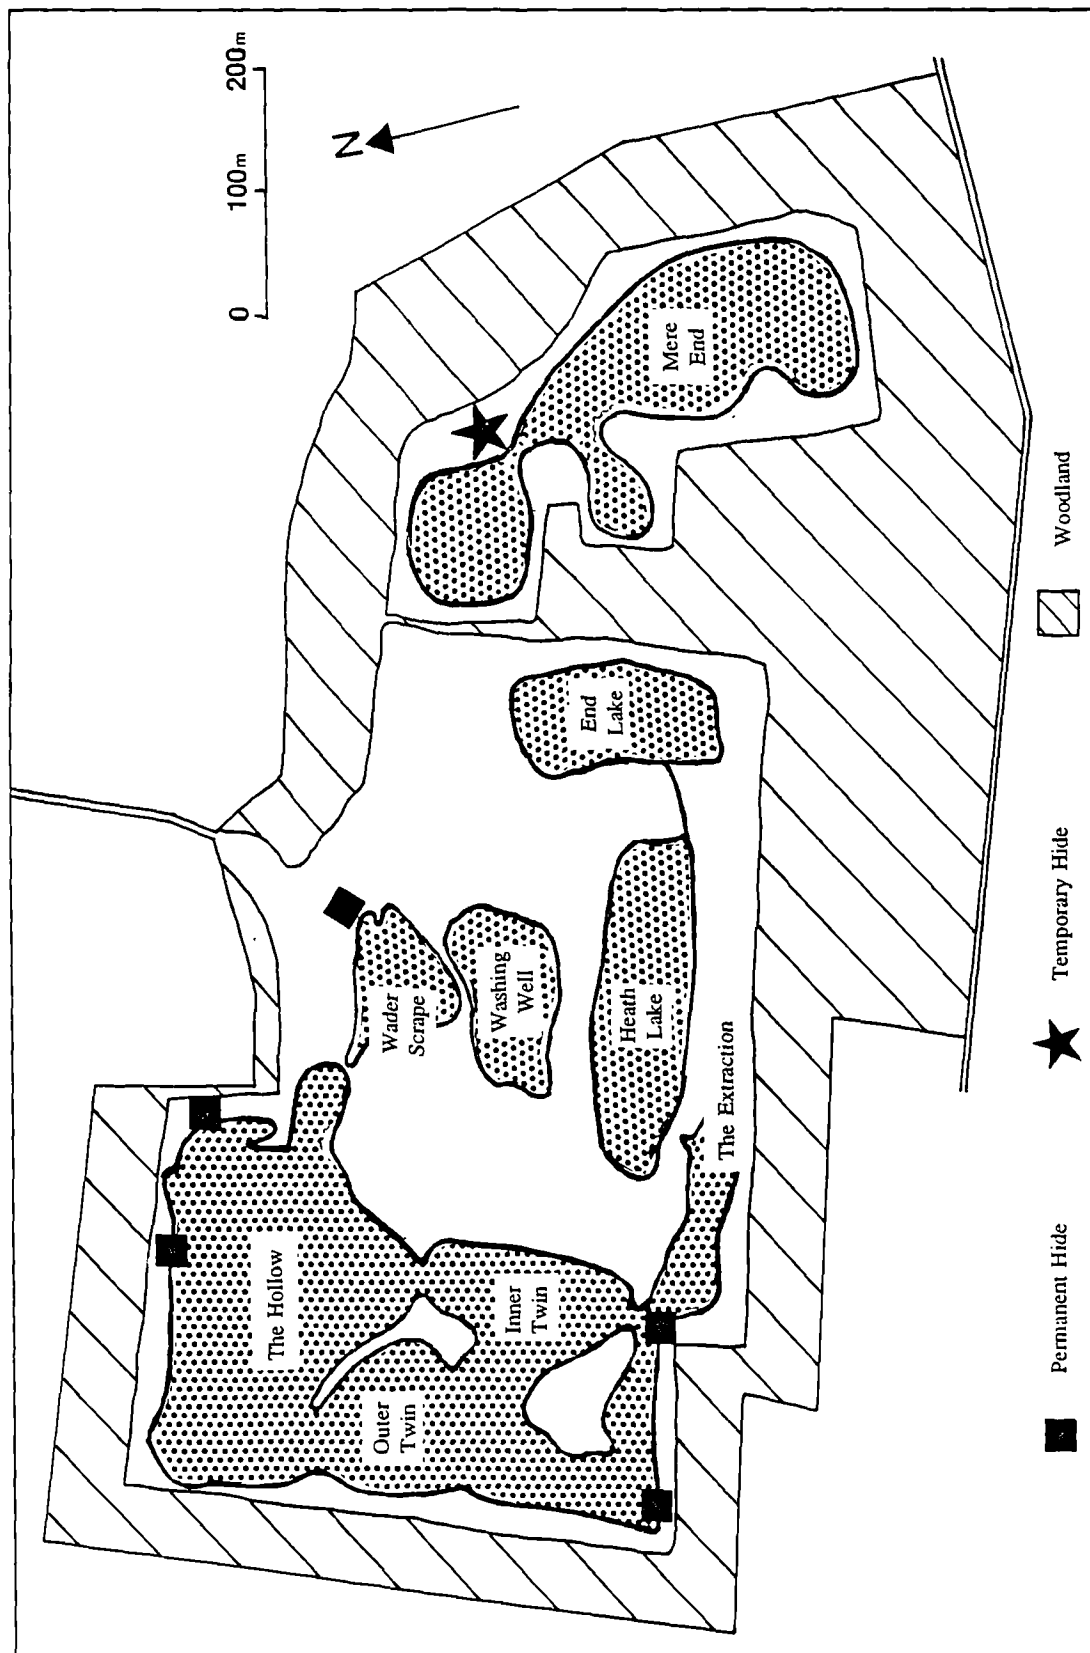 0
100m
200m
N
The Hollow
Outer
Twin
Inner
Twin
Wader
Scrape
Washing
Well
Heath
Lake
The Extraction
End
Lake
Mere
End
Permanent Hide
Temporary Hide
Woodland